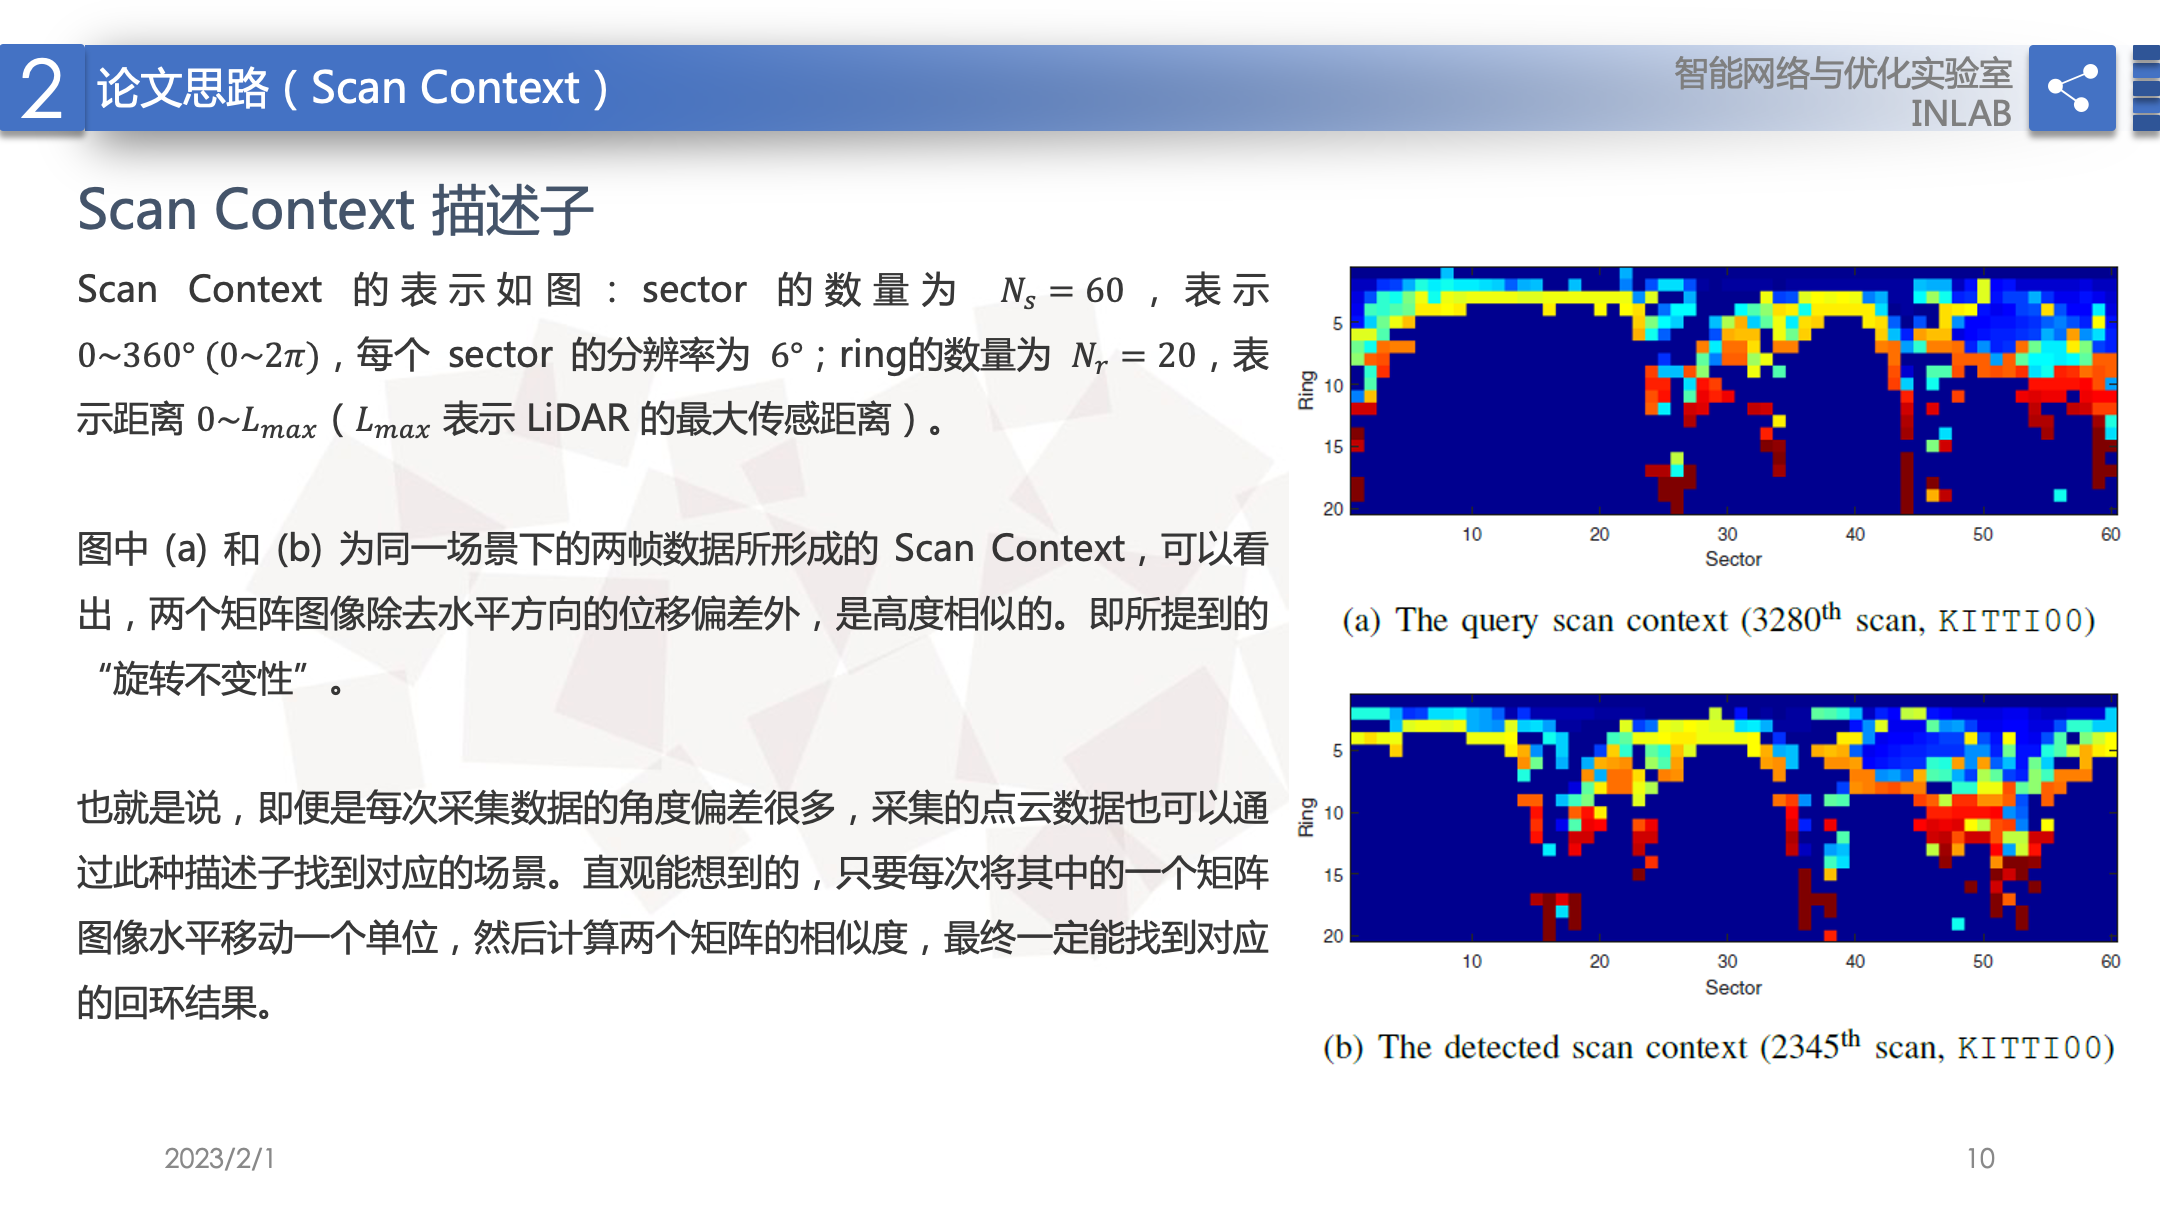 2
论文思路（Scan Context）
智能网络与优化实验室
INLAB
Scan Context 描述子
Scan Context 的表示如图：sector 的数量为 N_s = 60，表示
0~360° (0~2π)，每个 sector 的分辨率为 6°；ring的数量为 N_r = 20，表
示距离 0~L_max（L_max 表示 LiDAR 的最大传感距离）。
图中 (a) 和 (b) 为同一场景下的两帧数据所形成的 Scan Context，可以看
出，两个矩阵图像除去水平方向的位移偏差外，是高度相似的。即所提到的
“旋转不变性”。
也就是说，即便是每次采集数据的角度偏差很多，采集的点云数据也可以通
过此种描述子找到对应的场景。直观能想到的，只要每次将其中的一个矩阵
图像水平移动一个单位，然后计算两个矩阵的相似度，最终一定能找到对应
的回环结果。
Ring
5
10
15
20
10 20 30 40 50 60
Sector
(a) The query scan context (3280th scan, KITTI00)
Ring
5
10
15
20
10 20 30 40 50 60
Sector
(b) The detected scan context (2345th scan, KITTI00)
2023/2/1
10